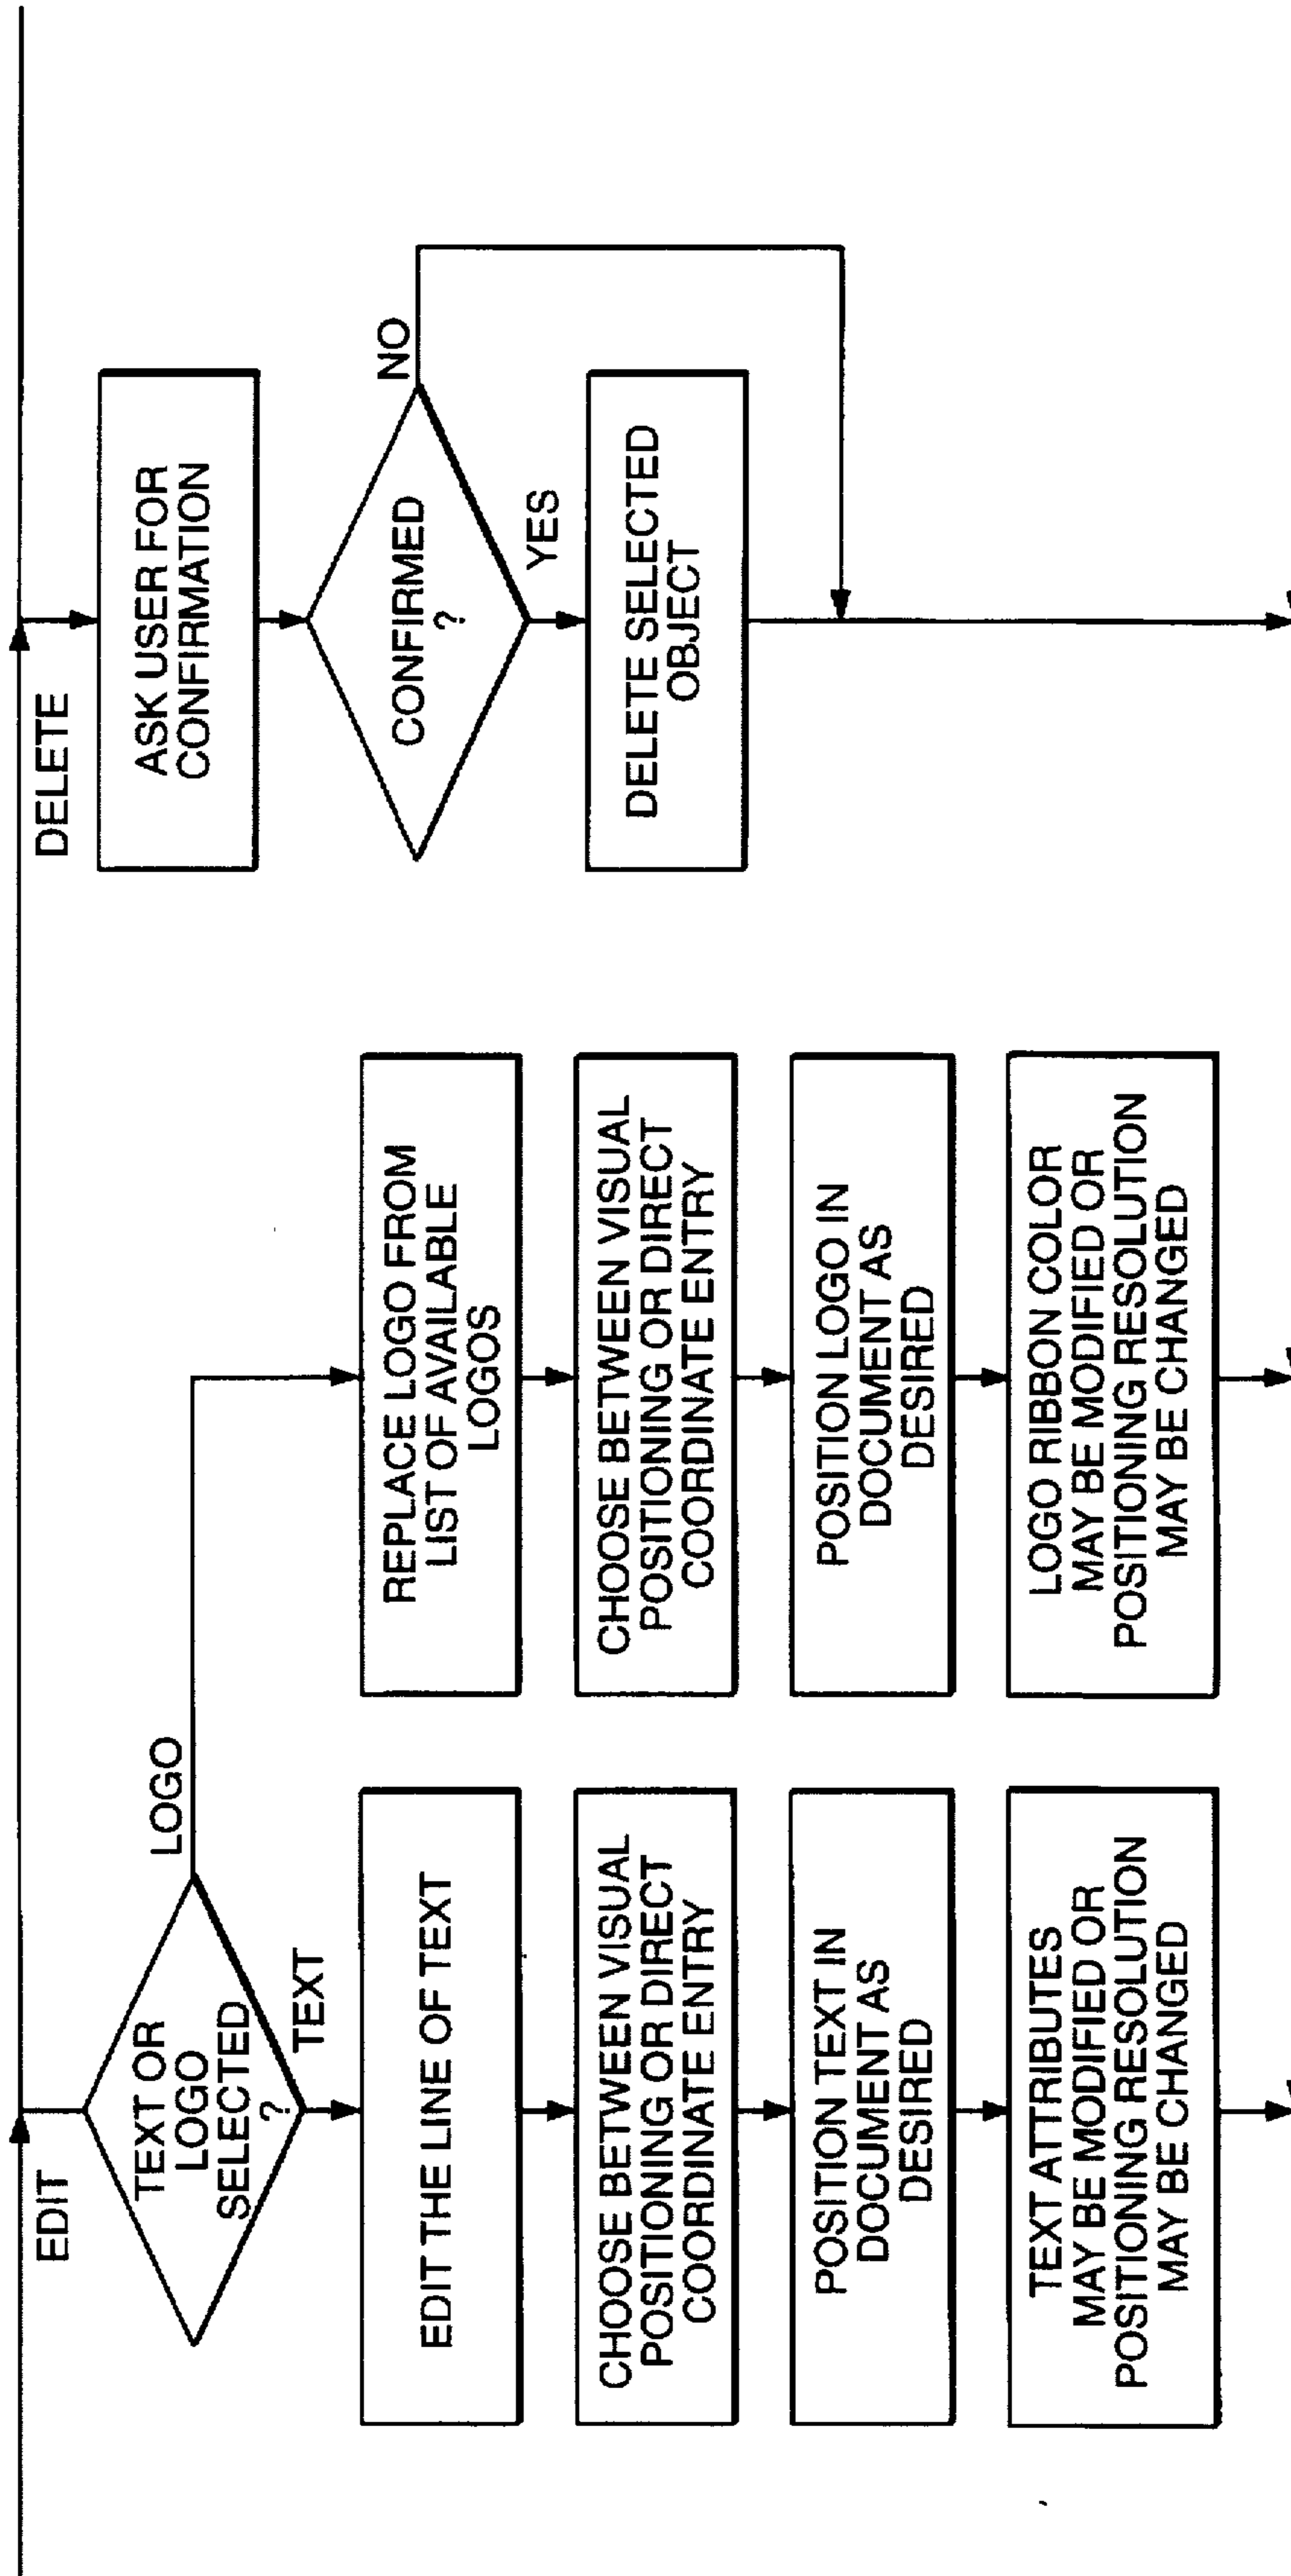 EDIT
TEXT OR
LOGO
SELECTED
?
LOGO
TEXT
EDIT THE LINE OF TEXT
CHOOSE BETWEEN VISUAL
POSITIONING OR DIRECT
COORDINATE ENTRY
POSITION TEXT IN
DOCUMENT AS
DESIRED
TEXT ATTRIBUTES
MAY BE MODIFIED OR
POSITIONING RESOLUTION
MAY BE CHANGED
REPLACE LOGO FROM
LIST OF AVAILABLE
LOGOS
CHOOSE BETWEEN VISUAL
POSITIONING OR DIRECT
COORDINATE ENTRY
POSITION LOGO IN
DOCUMENT AS
DESIRED
LOGO RIBBON COLOR
MAY BE MODIFIED OR
POSITIONING RESOLUTION
MAY BE CHANGED
DELETE
ASK USER FOR
CONFIRMATION
CONFIRMED
?
NO
YES
DELETE SELECTED
OBJECT